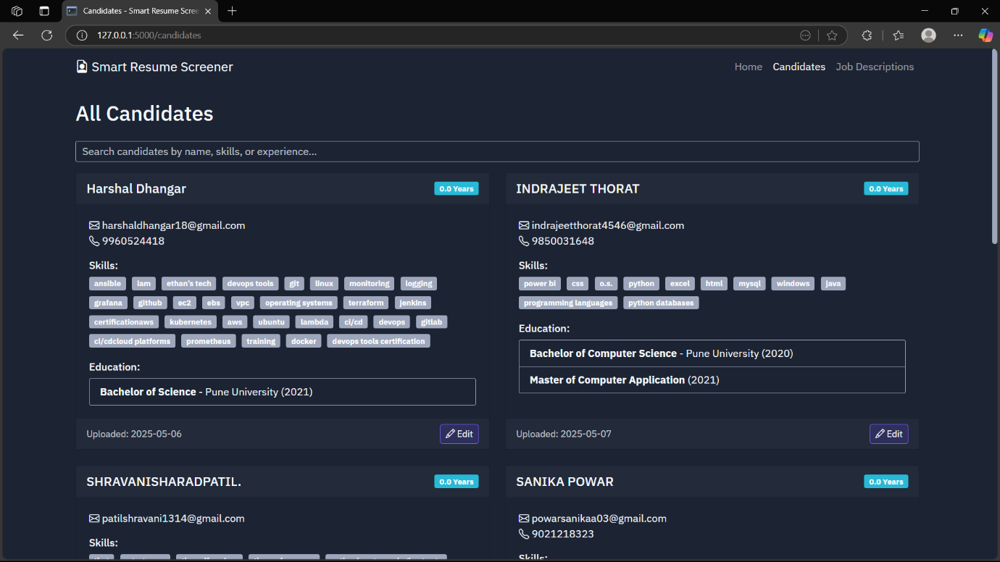 Candidates - Smart Resume Scree
127.0.0.1:5000/candidates
Smart Resume Screener
Home Candidates Job Descriptions
All Candidates
Search candidates by name, skills, or experience...
Harshal Dhangar 0.0 Years
harshaldhangar18@gmail.com
9960524418
Skills:
ansible iam ethan's tech devops tools git linux monitoring logging
grafana github ec2 ebs vpc operating systems terraform jenkins
certificationaws kubernetes aws ubuntu lambda ci/cd devops gitlab
ci/cdcloud platforms prometheus training docker devops tools certification
Education:
Bachelor of Science - Pune University (2021)
Uploaded: 2025-05-06 Edit
INDRAJEET THORAT 0.0 Years
indrajeetthorat4546@gmail.com
9850031648
Skills:
power bi css o.s. python excel html mysql windows java
programming languages python databases
Education:
Bachelor of Computer Science - Pune University (2020)
Master of Computer Application (2021)
Uploaded: 2025-05-07 Edit
SHRAVANISHARADPATIL. 0.0 Years
patilshravani1314@gmail.com
Skills:
SANIKA POWAR 0.0 Years
powarsanikaa03@gmail.com
9021218323
Skills: